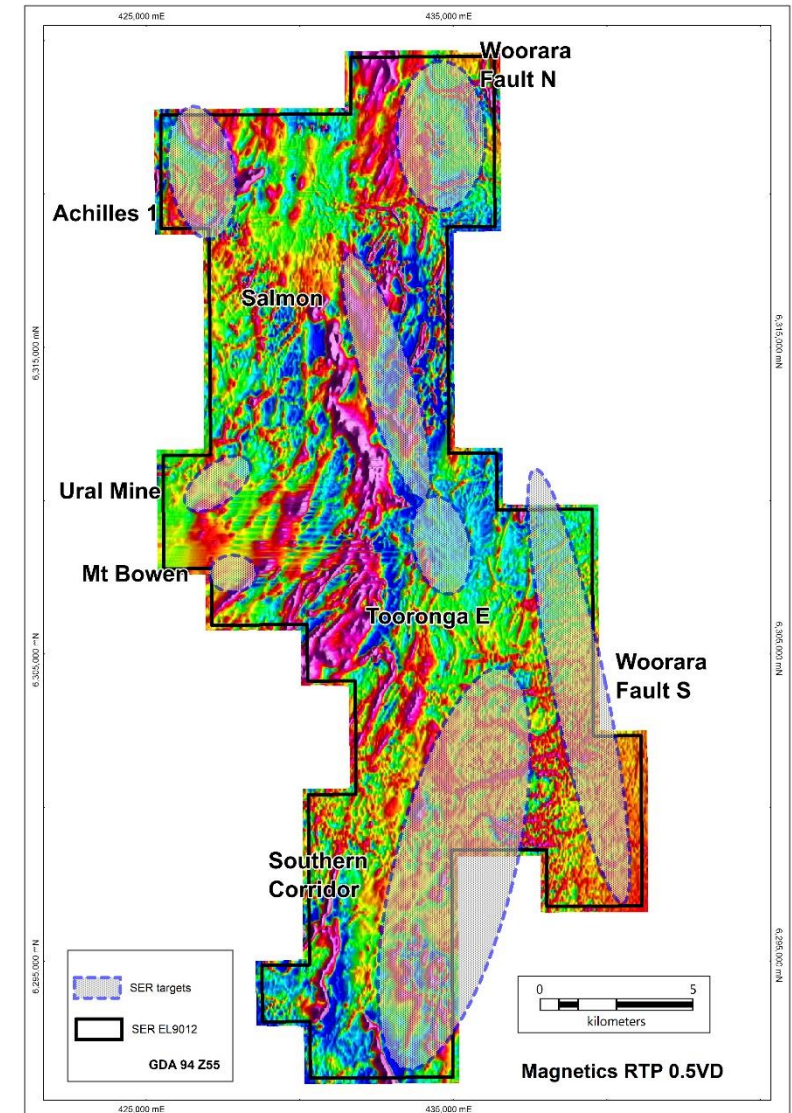 425,000 mE
435,000 mE
Woorara
Fault N
Achilles 1
Salmon
6,315,000 mN
6,315,000 mN
Ural Mine
Mt Bowen
Tooronga E
6,305,000 mN
6,305,000 mN
Woorara
Fault S
Southern
Corridor
6,295,000 mN
6,295,000 mN
SER targets
SER EL9012
GDA 94 Z55
0 5
kilometers
Magnetics RTP 0.5VD
425,000 mE
435,000 mE